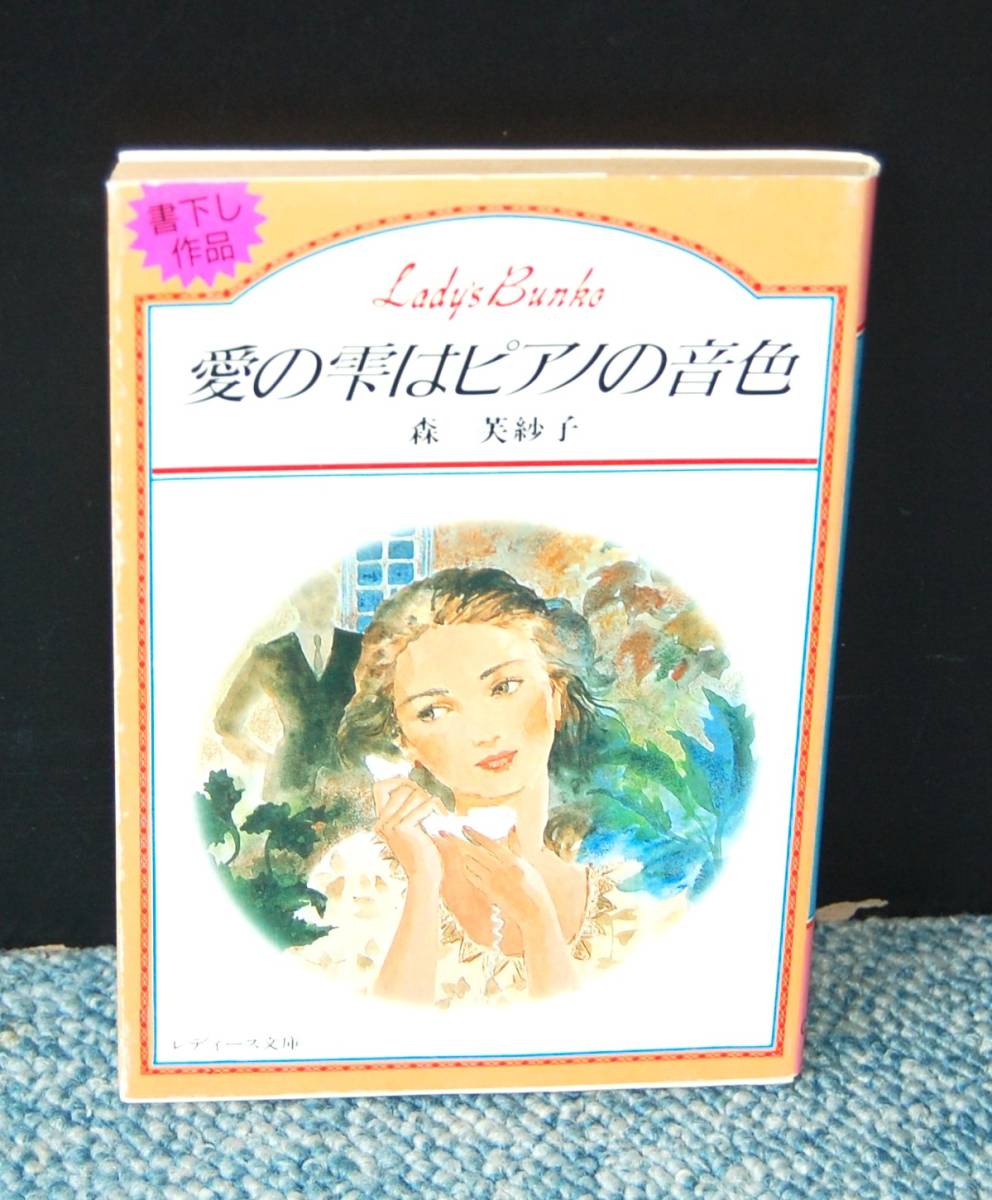 書下し
作品
Lady's Bunko
愛の雫はピアノの音色
森 芙紗子
レディース文庫